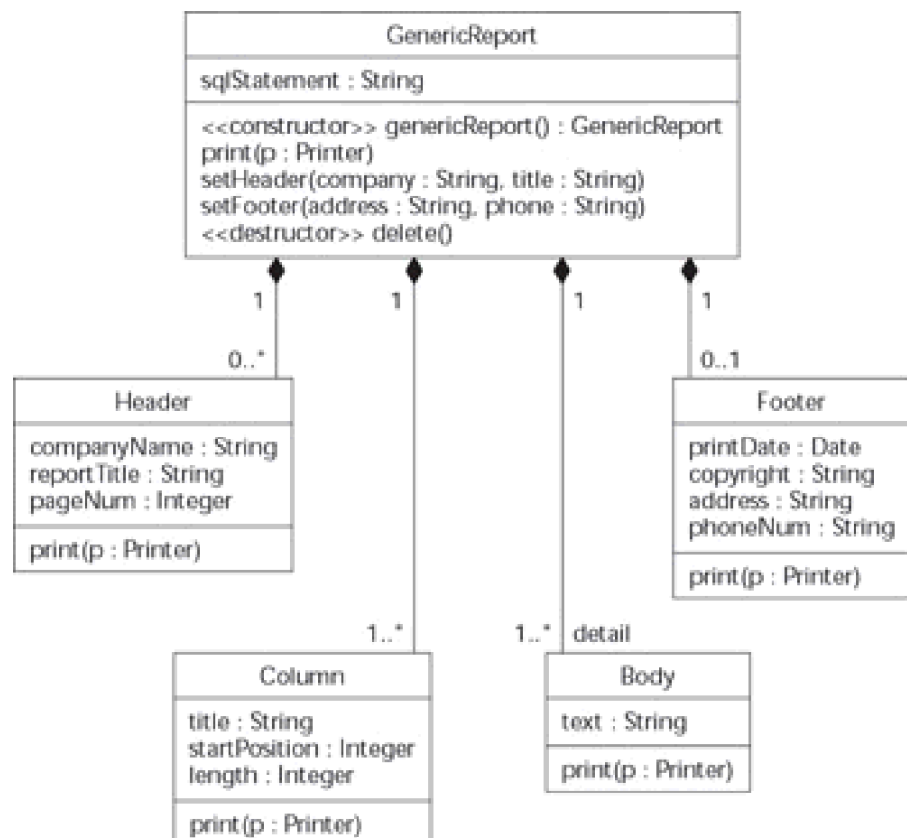 GenericReport
sqlStatement : String
<<constructor>> genericReport() : GenericReport
print(p : Printer)
setHeader(company : String, title : String)
setFooter(address : String, phone : String)
<<destructor>> delete()
1
1
1
1
0..*
0..1
Header
companyName : String
reportTitle : String
pageNum : Integer
print(p : Printer)
Footer
printDate : Date
copyright : String
address : String
phoneNum : String
print(p : Printer)
1..*
1..* detail
Column
title : String
startPosition : Integer
length : Integer
print(p : Printer)
Body
text : String
print(p : Printer)